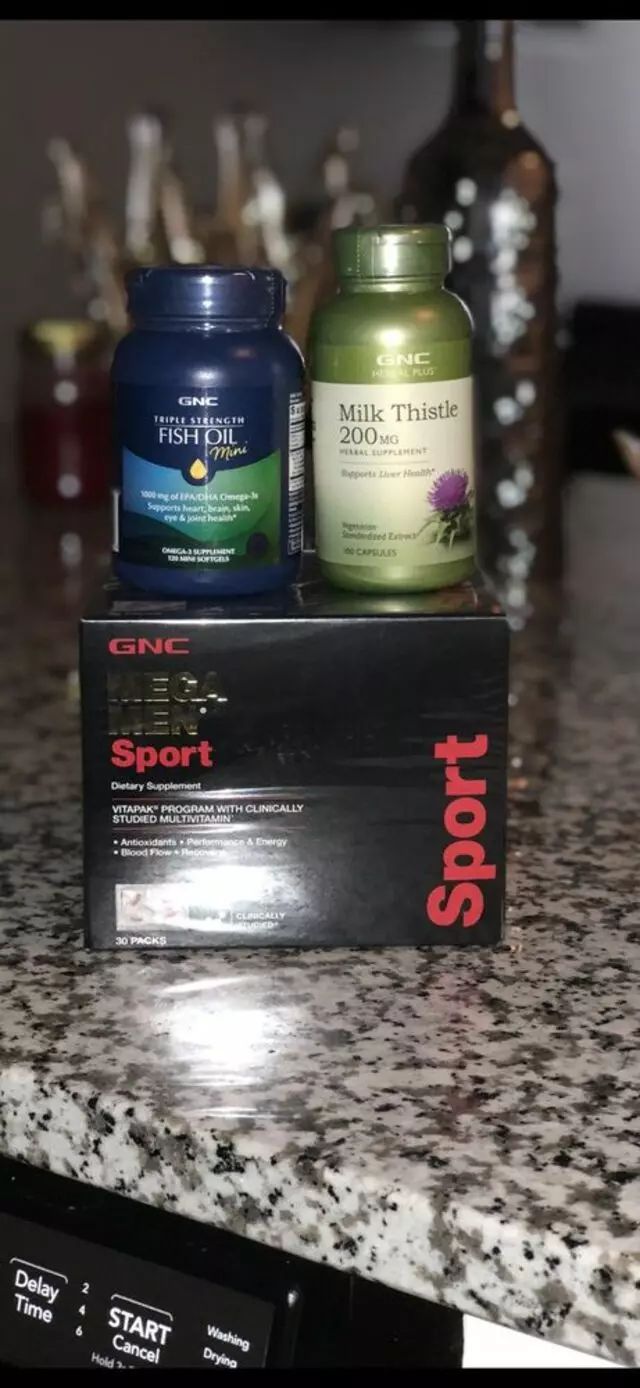 GNC
TRIPLE STRENGTH
FISH OIL
Mini
1000 mg of EPA/DHA Omega-3s
Supports heart, brain, skin,
eye & joint health*
OMEGA-3 SUPPLEMENT
120 MINI SOFTGELS
GNC
HERBAL PLUS
Milk Thistle
200MG
HERBAL SUPPLEMENT
Supports Liver Health*
Vegetarian
Standardized Extract
100 CAPSULES
GNC
MEGA
MEN®
Sport
Dietary Supplement
VITAPAK® PROGRAM WITH CLINICALLY
STUDIED MULTIVITAMIN
• Antioxidants • Performance & Energy
• Blood Flow • Recovery
CLINICALLY
STUDIED
30 PACKS
Sport
Delay
Time
2
4
6
START
Cancel
Hold
Washing
Drying